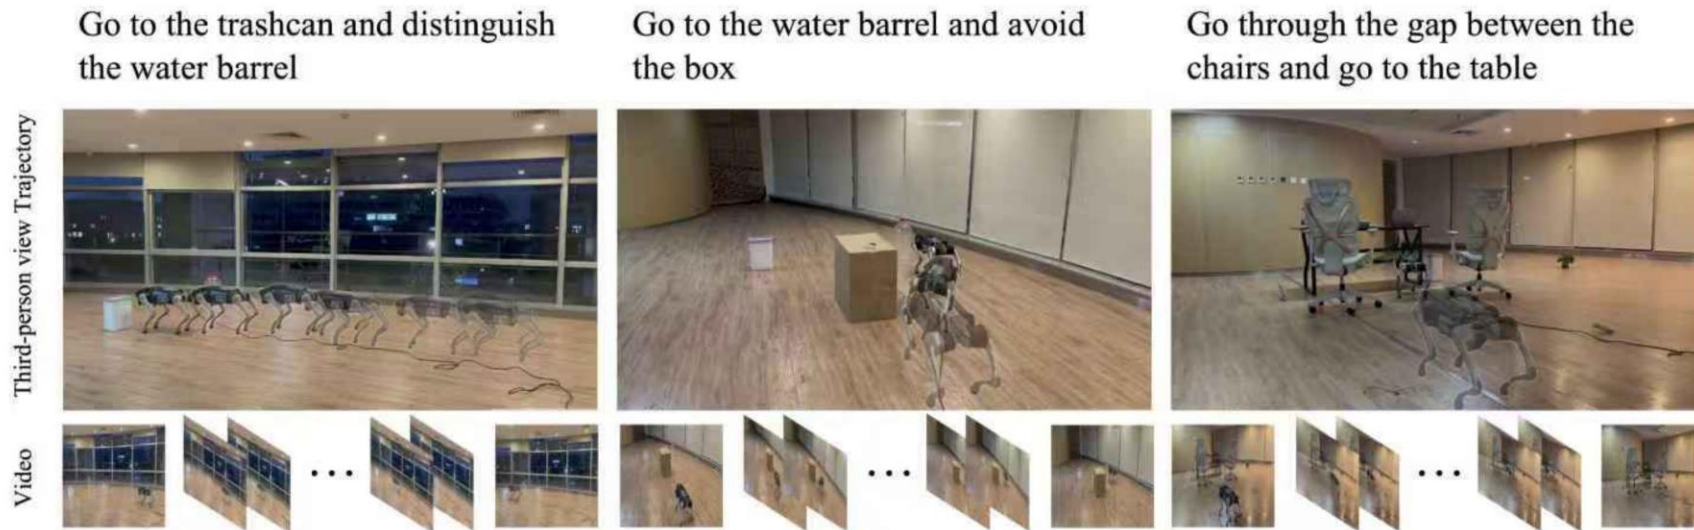 Go to the trashcan and distinguish
the water barrel
Go to the water barrel and avoid
the box
Go through the gap between the
chairs and go to the table
Third-person view Trajectory
Video